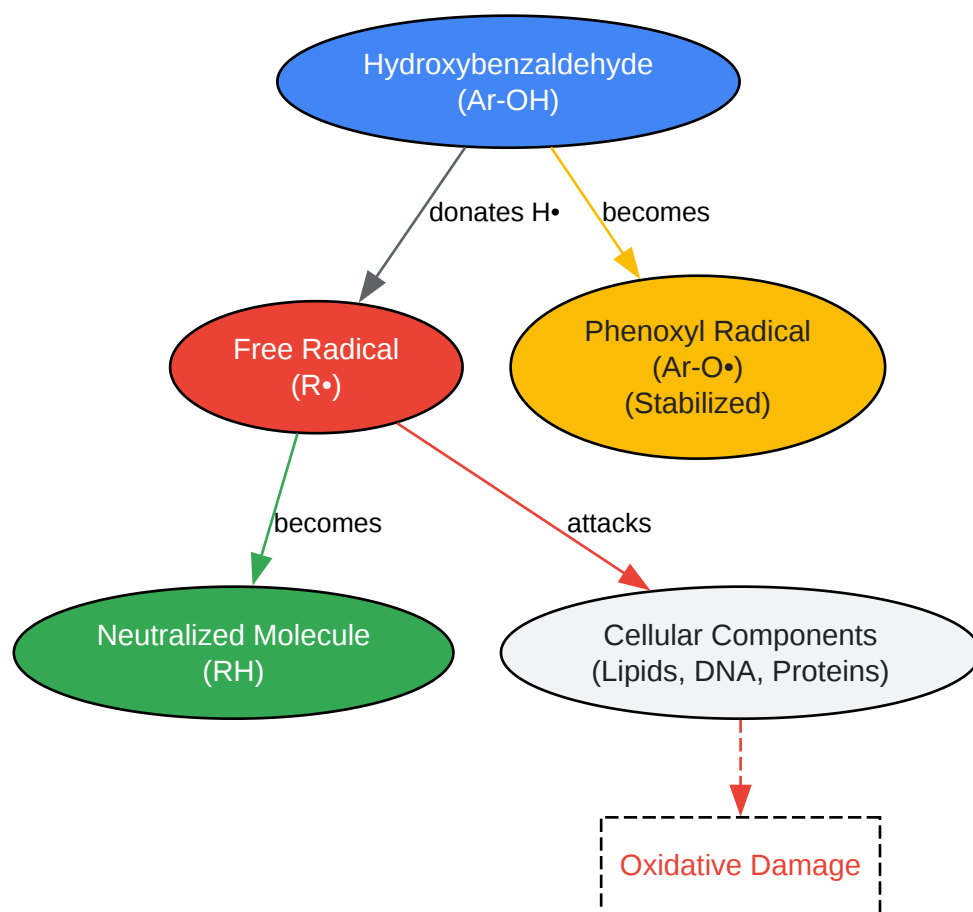 Hydroxybenzaldehyde
(Ar-OH)
donates H•
becomes
Free Radical
(R•)
Phenoxyl Radical
(Ar-O•)
(Stabilized)
becomes
attacks
Neutralized Molecule
(RH)
Cellular Components
(Lipids, DNA, Proteins)
Oxidative Damage